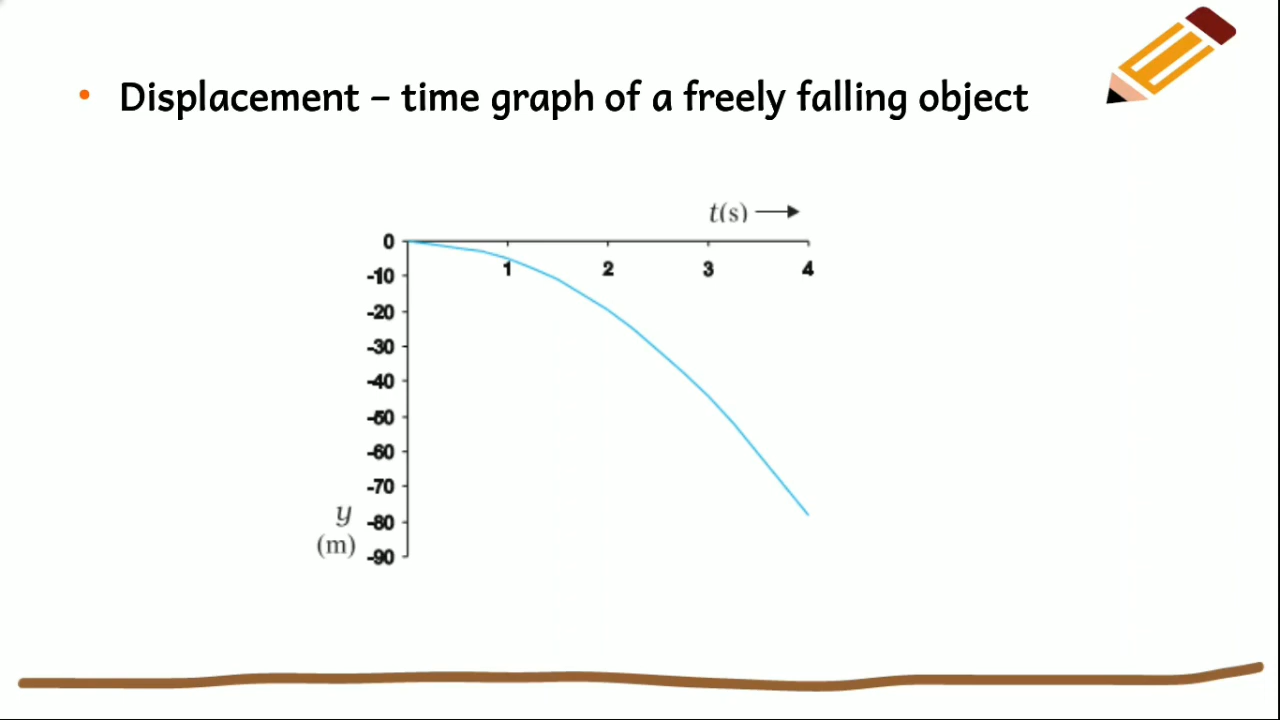 • Displacement – time graph of a freely falling object
t(s)
0
1 2 3 4
-10
-20
-30
-40
-50
-60
-70
y -80
(m) -90